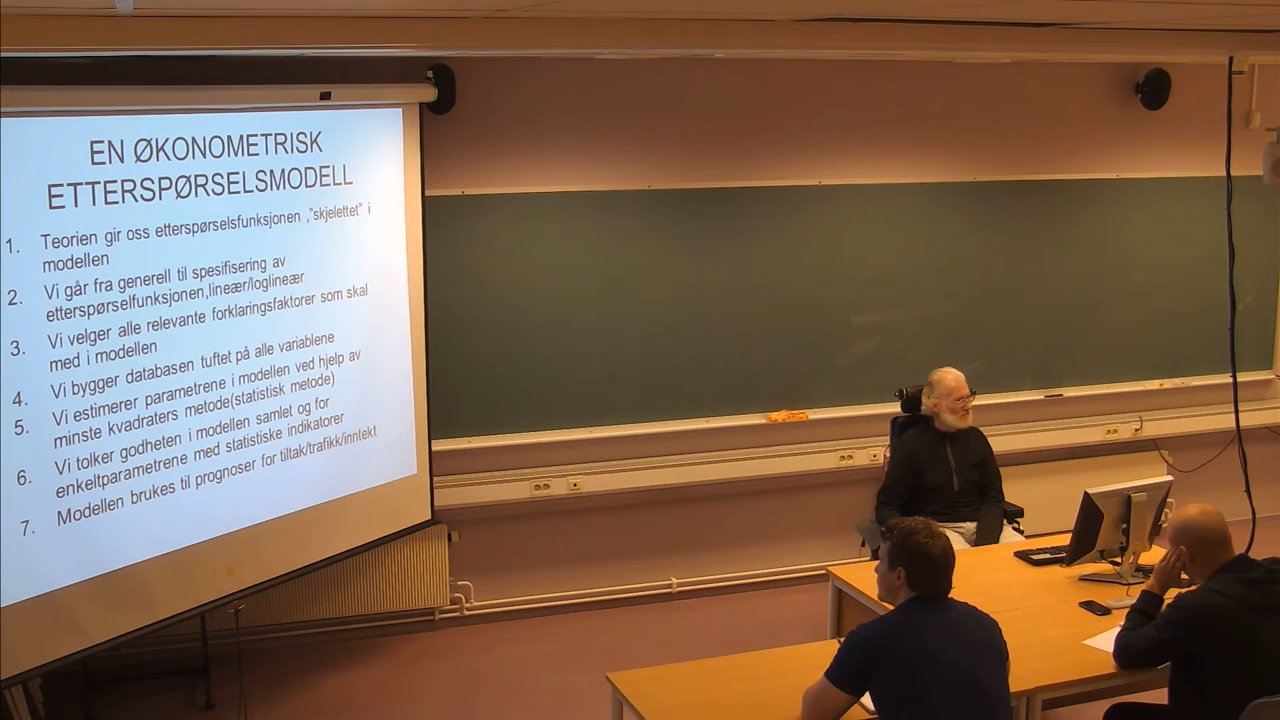 EN ØKONOMETRISK
ETTERSPØRSELSMODELL
1. Teorien gir oss etterspørselsfunksjonen ,"skjelettet" i
modellen
2. Vi går fra generell til spesifisering av
etterspørselfunksjonen,lineær/loglineær
3. Vi velger alle relevante forklaringsfaktorer som skal
med i modellen
4. Vi bygger databasen tuftet på alle variablene
5. Vi estimerer parametrene i modellen ved hjelp av
minste kvadraters metode(statistisk metode)
6. Vi tolker godheten i modellen samlet og for
enkeltparametrene med statistiske indikatorer
7. Modellen brukes til prognoser for tiltak/trafikk/inntekt